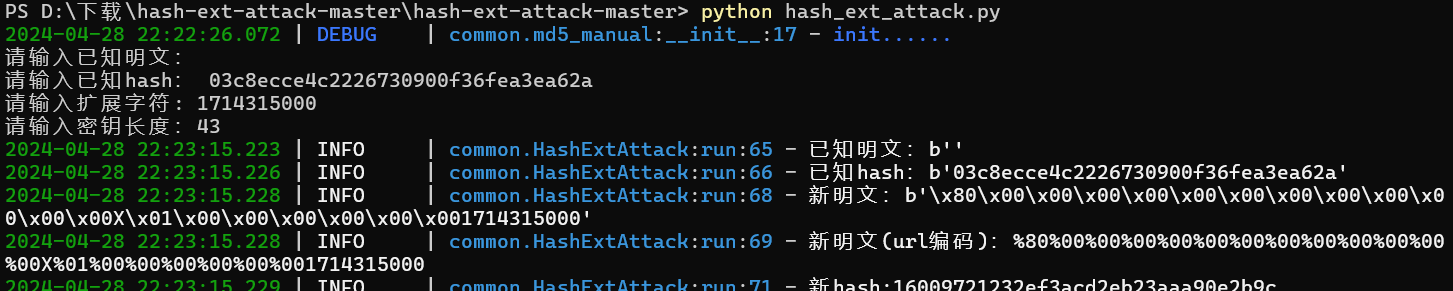 PS D:\下载\hash-ext-attack-master\hash-ext-attack-master> python hash_ext_attack.py
2024-04-28 22:22:26.072 | DEBUG    | common.md5_manual:__init__:17 - init......
请输入已知明文：
请输入已知hash： 03c8ecce4c2226730900f36fea3ea62a
请输入扩展字符: 1714315000
请输入密钥长度: 43
2024-04-28 22:23:15.223 | INFO     | common.HashExtAttack:run:65 - 已知明文：b''
2024-04-28 22:23:15.226 | INFO     | common.HashExtAttack:run:66 - 已知hash：b'03c8ecce4c2226730900f36fea3ea62a'
2024-04-28 22:23:15.228 | INFO     | common.HashExtAttack:run:68 - 新明文：b'\x80\x00\x00\x00\x00\x00\x00\x00\x00\x00\x0
0\x00\x00X\x01\x00\x00\x00\x00\x00\x001714315000'
2024-04-28 22:23:15.228 | INFO     | common.HashExtAttack:run:69 - 新明文(url编码)：%80%00%00%00%00%00%00%00%00%00%00%00
%00X%01%00%00%00%00%00%001714315000
2024-04-28 22:23:15.229 | INFO     | common.HashExtAttack:run:71 - 新hash:16009721232ef3acd2eb23aaa90e2b9c